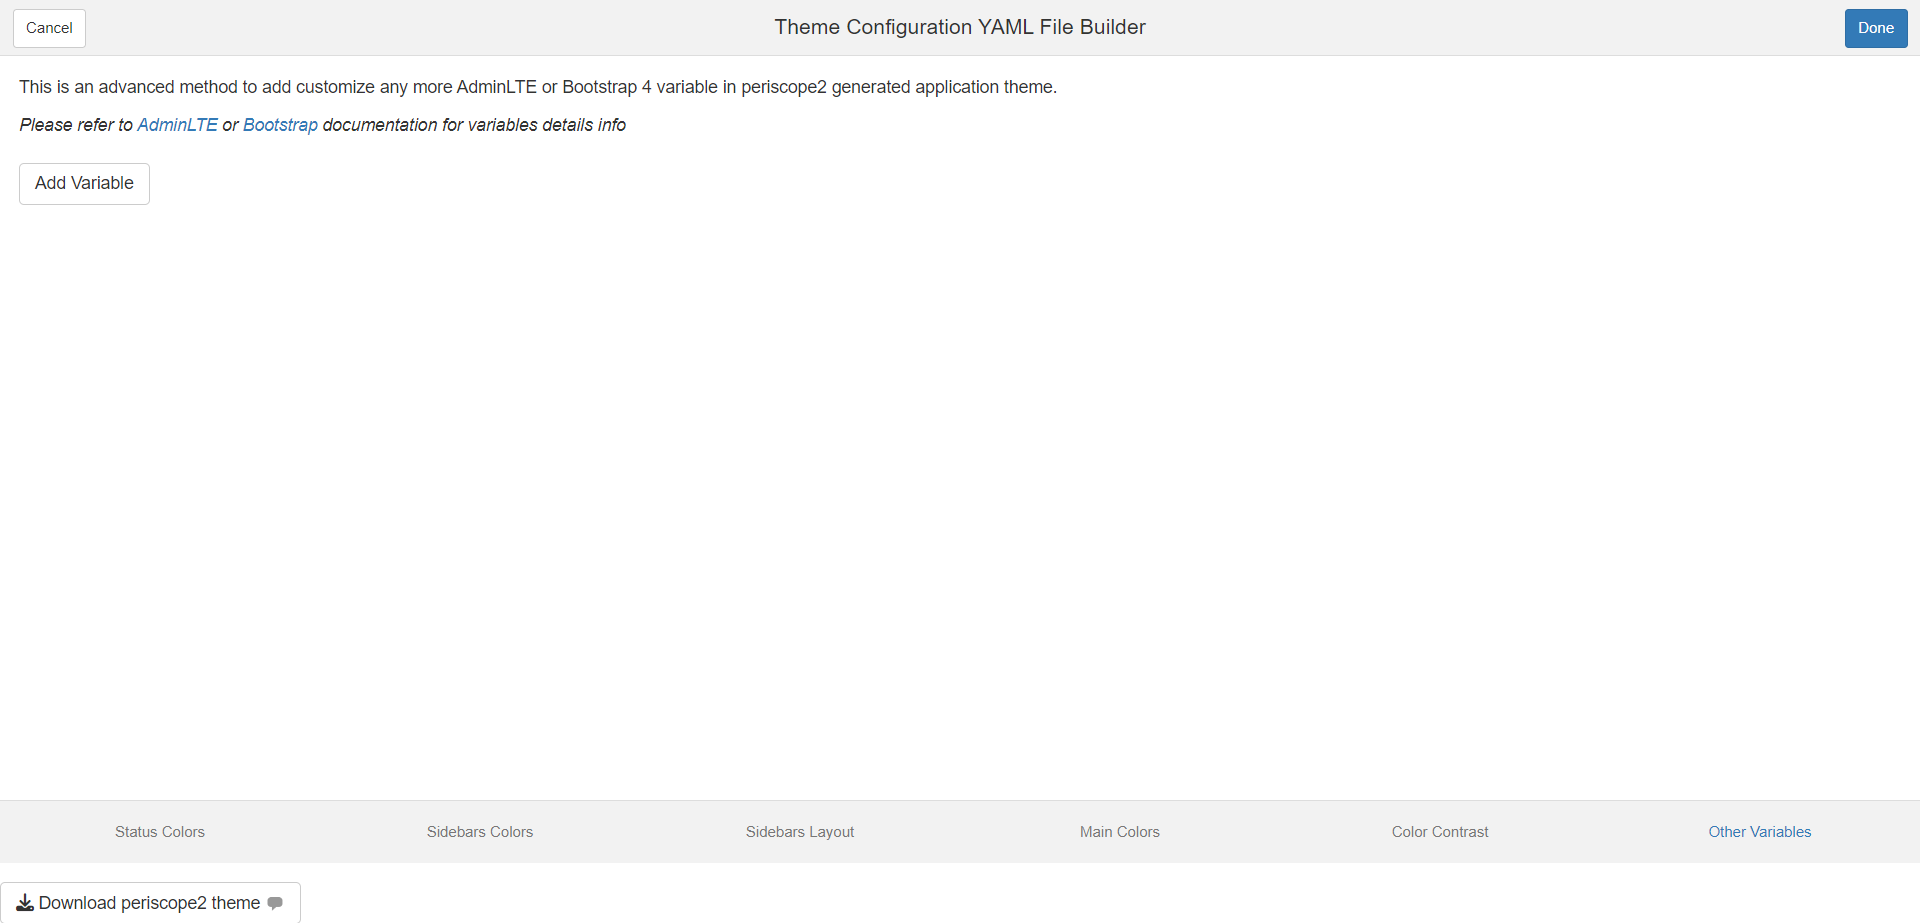 Cancel
Theme Configuration YAML File Builder
Done
This is an advanced method to add customize any more AdminLTE or Bootstrap 4 variable in periscope2 generated application theme.
Please refer to AdminLTE or Bootstrap documentation for variables details info
Add Variable
Status Colors
Sidebars Colors
Sidebars Layout
Main Colors
Color Contrast
Other Variables
Download periscope2 theme